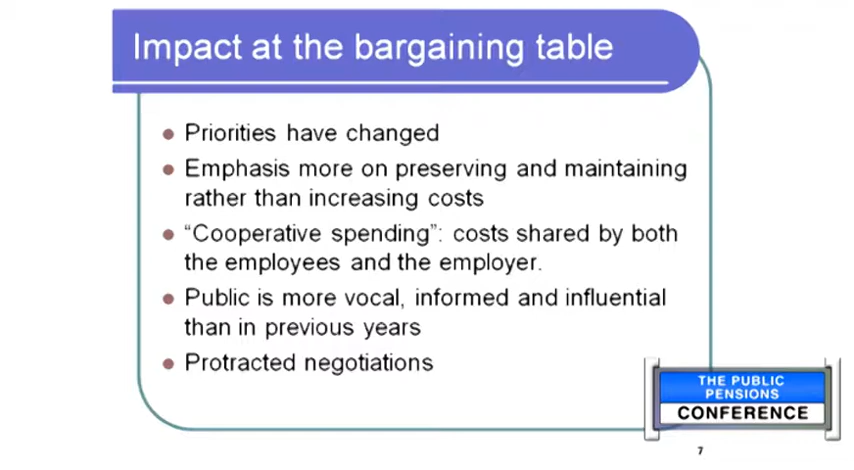 Impact at the bargaining table
Priorities have changed
Emphasis more on preserving and maintaining
rather than increasing costs
“Cooperative spending”: costs shared by both
the employees and the employer.
Public is more vocal, informed and influential
than in previous years
Protracted negotiations
THE PUBLIC
PENSIONS
CONFERENCE
7